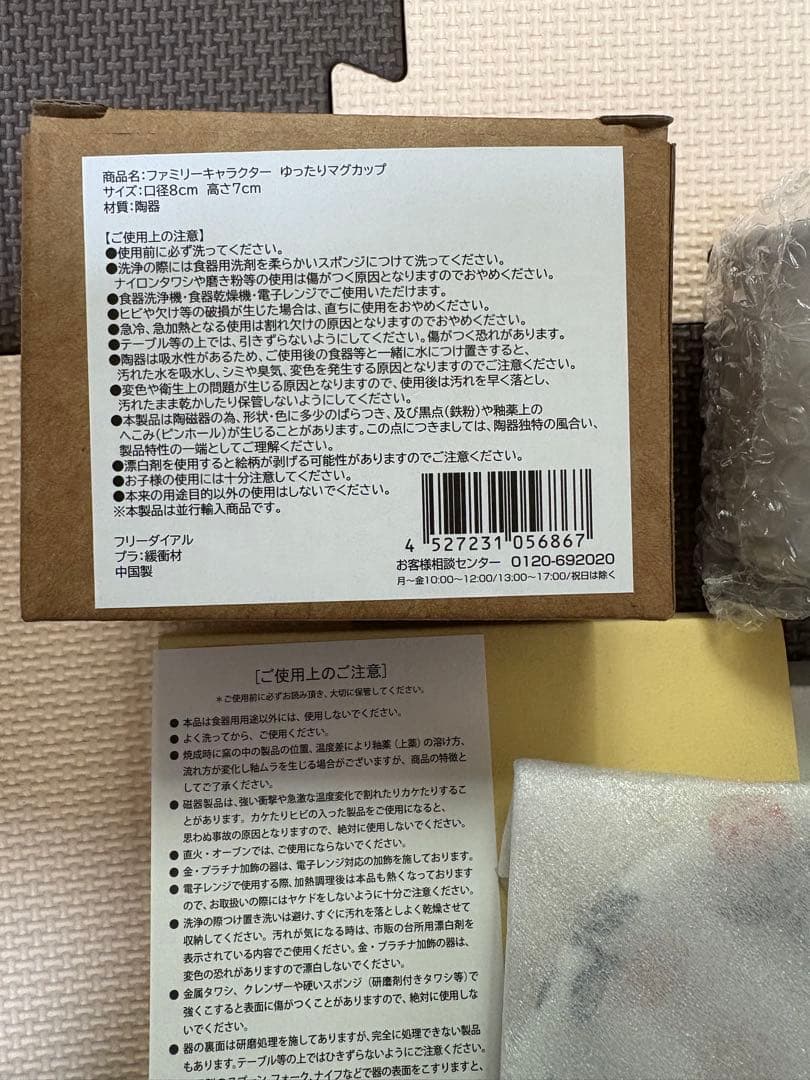 商品名:ファミリーキャラクター ゆったりマグカップ
サイズ:口径8cm 高さ7cm
材質:陶器
【ご使用上の注意】
●使用前に必ず洗ってください。
●洗浄の際には食器用洗剤を柔らかいスポンジにつけて洗ってください。
ナイロンタワシや磨き粉等の使用は傷がつく原因となりますのでおやめください。
●食器洗浄機・食器乾燥機・電子レンジでご使用いただけます。
●ヒビや欠け等の破損が生じた場合は、直ちに使用をおやめください。
●急冷、急加熱となる使用は割れ欠けの原因となりますのでおやめください。
●テーブル等の上では、引きずらないようにしてください。傷がつく恐れがあります。
●陶器は吸水性があるため、ご使用後の食器等と一緒に水につけ置きすると、
汚れた水を吸水し、シミや臭気、変色を発生する原因となりますのでご注意ください。
●変色や衛生上の問題が生じる原因となりますので、使用後は汚れを早く落とし、
汚れたまま乾かしたり保管しないようにしてください。
●本製品は陶磁器の為、形状・色に多少のばらつき、及び黒点(鉄粉)や釉薬上の
へこみ(ピンホール)が生じることがあります。この点につきましては、陶器独特の風合い、
製品特性の一端としてご理解ください。
●漂白剤を使用すると絵柄が剥げる可能性がありますのでご注意ください。
●お子様の使用には十分注意してください。
●本来の用途目的以外の使用はしないでください。
※本製品は並行輸入商品です。
フリーダイアル
プラ:緩衝材
中国製
4 527231 056867
お客様相談センター 0120-692020
月〜金10:00〜12:00/13:00〜17:00/祝日は除く
[ご使用上のご注意]
＊ご使用前に必ずお読み頂き、大切に保管してください。
● 本品は食器用用途以外には、使用しないでください。
● よく洗ってから、ご使用ください。
● 焼成時に窯の中の製品の位置、温度差により釉薬(上薬)の溶け方、
流れ方が変化し釉ムラを生じる場合がございますが、商品の特徴と
してご了承ください。
● 磁器製品は、強い衝撃や急激な温度変化で割れたりカケたりするこ
とがあります。カケたりヒビの入った製品をご使用になると、
思わぬ事故の原因となりますので、絶対に使用しないでください。
● 直火・オーブンでは、ご使用にならないでください。
● 金・プラチナ加飾の器は、電子レンジ対応の加飾を施しております。
● 電子レンジで使用する際、加熱調理後は本品も熱くなっております
ので、お取扱いの際にはヤケドをしないように十分ご注意ください。
● 洗浄の際つけ置き洗いは避け、すぐに汚れを落としよく乾燥させて
収納してください。汚れが気になる時は、市販の台所用漂白剤を
表示されている内容でご使用ください。金・プラチナ加飾の器は、
変色の恐れがありますので漂白しないでください。
● 金属タワシ、クレンザーや硬いスポンジ(研磨剤付きタワシ等)で
強くこすると表面に傷がつくことがありますので、絶対に使用しな
いでください。
● 器の裏面は研磨処理を施してありますが、完全に処理できない製品
もあります。テーブル等の上ではひきずらないようにご注意ください。
スプーン、フォーク、ナイフなどで器の表面をこすりますと、